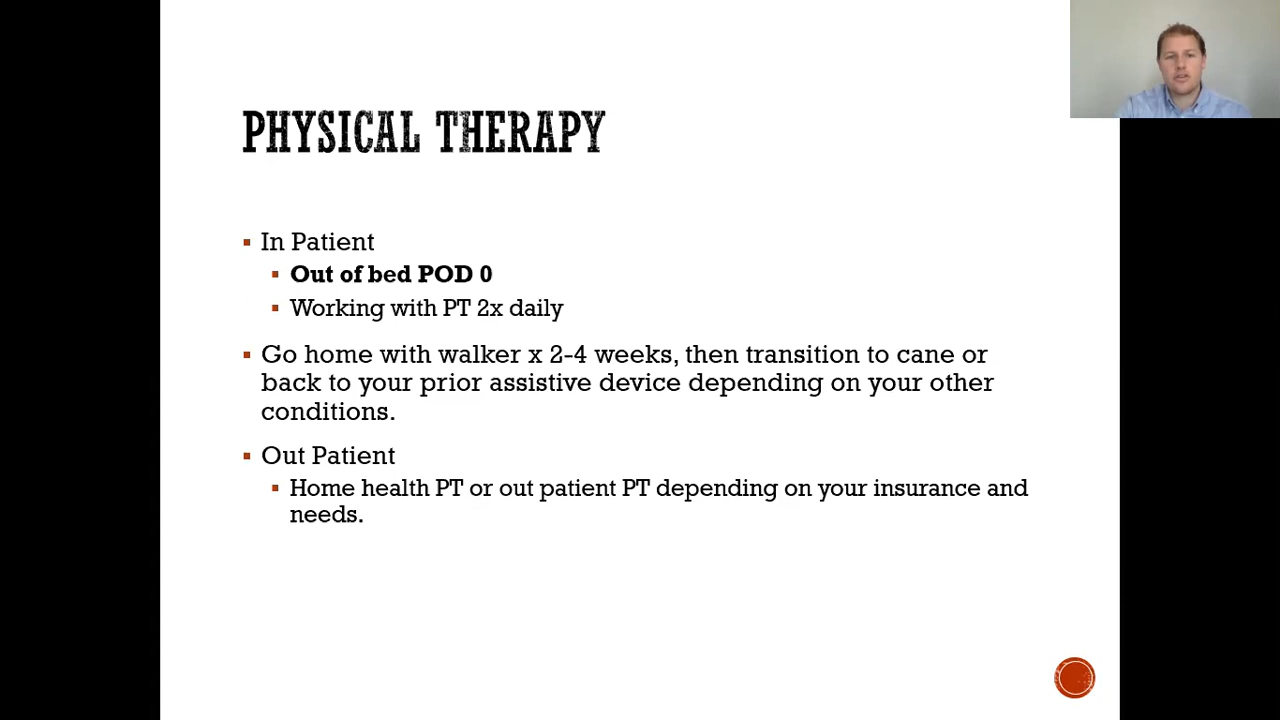 PHYSICAL THERAPY
In Patient
Out of bed POD 0
Working with PT 2x daily
Go home with walker x 2-4 weeks, then transition to cane or
back to your prior assistive device depending on your other
conditions.
Out Patient
Home health PT or out patient PT depending on your insurance and
needs.